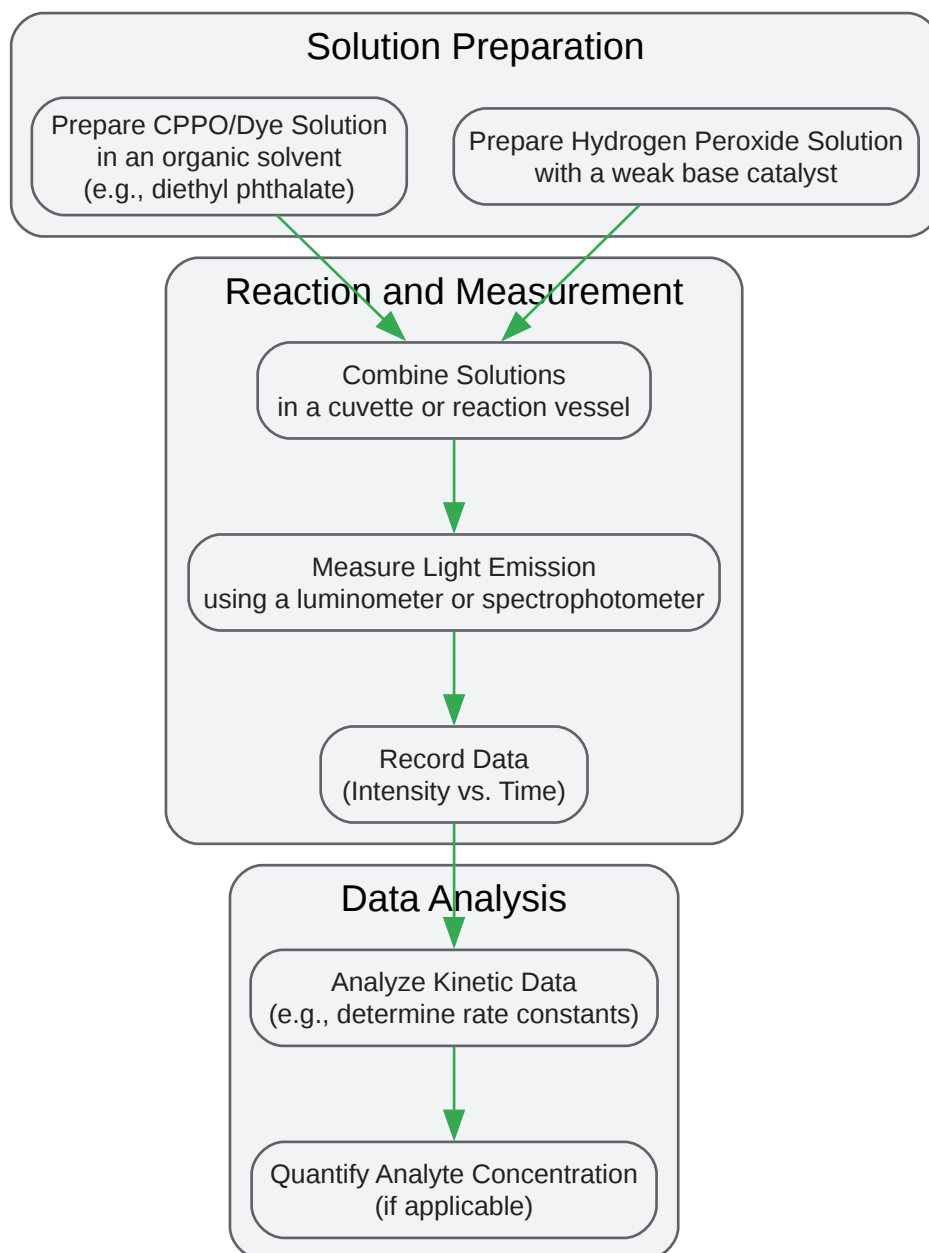 Solution Preparation
Prepare CPPO/Dye Solution
in an organic solvent
(e.g., diethyl phthalate)
Prepare Hydrogen Peroxide Solution
with a weak base catalyst
Reaction and Measurement
Combine Solutions
in a cuvette or reaction vessel
Measure Light Emission
using a luminometer or spectrophotometer
Record Data
(Intensity vs. Time)
Data Analysis
Analyze Kinetic Data
(e.g., determine rate constants)
Quantify Analyte Concentration
(if applicable)